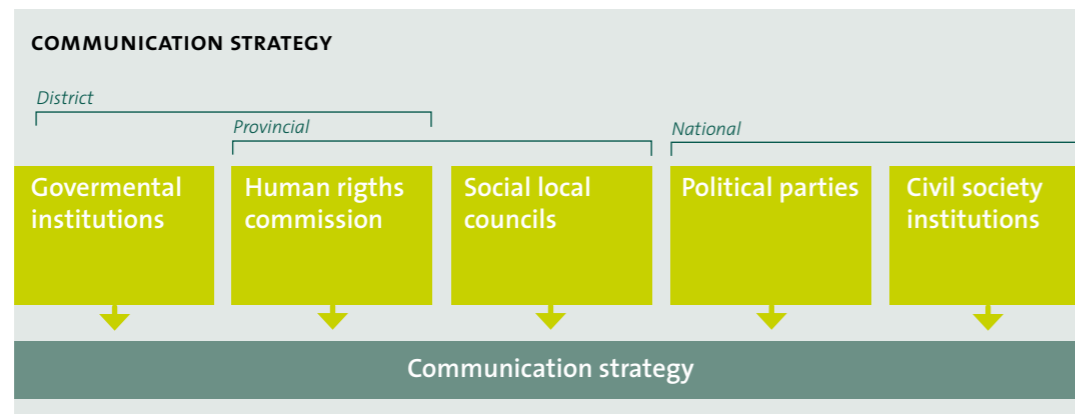 COMMUNICATION STRATEGY
District
Provincial
National
Govermental
institutions
Human rigths
commission
Social local
councils
Political parties
Civil society
institutions
Communication strategy